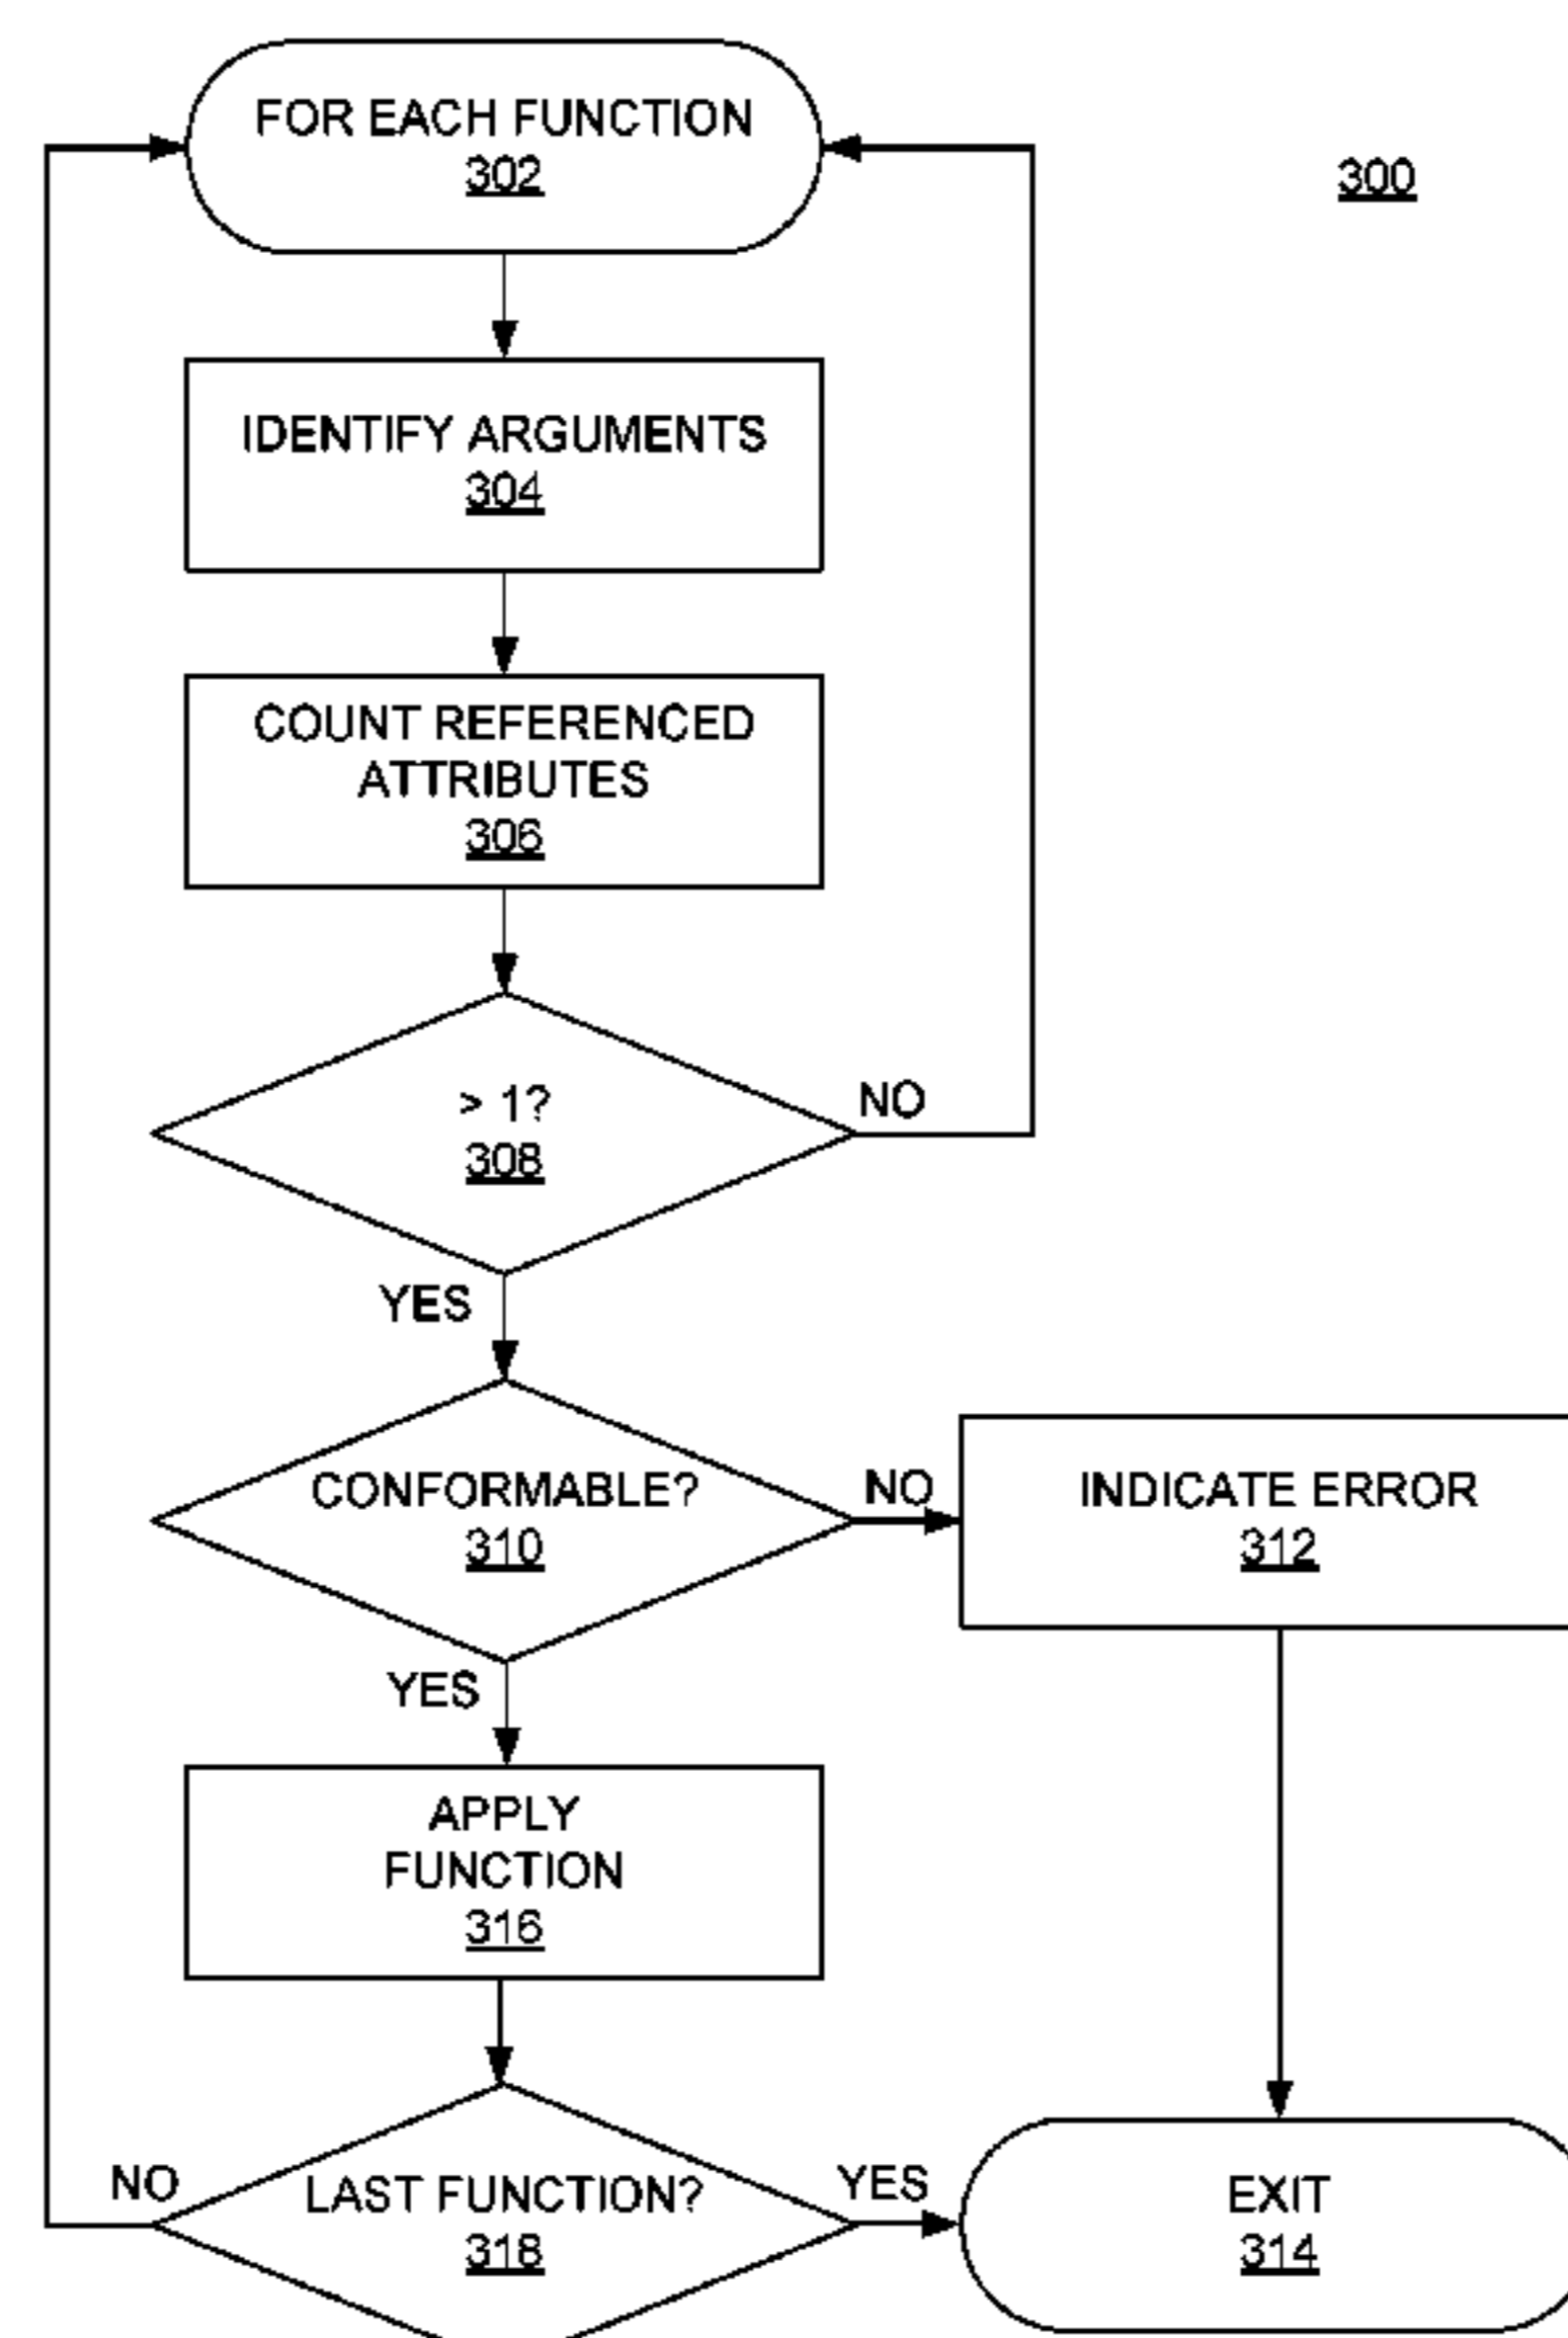 FOR EACH FUNCTION
302
300
IDENTIFY ARGUMENTS
304
COUNT REFERENCED
ATTRIBUTES
306
> 1?
308
NO
YES
CONFORMABLE?
310
NO
INDICATE ERROR
312
YES
APPLY
FUNCTION
316
NO
LAST FUNCTION?
318
YES
EXIT
314